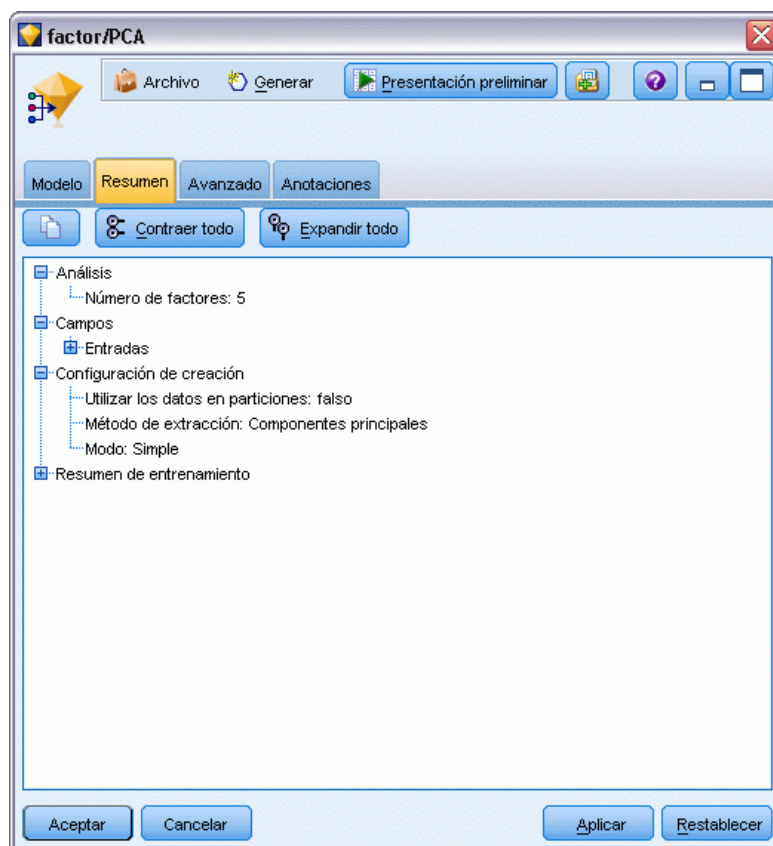 factor/PCA
Archivo Generar Presentación preliminar
Modelo Resumen Avanzado Anotaciones
Contraer todo Expandir todo
Análisis
Número de factores: 5
Campos
Entradas
Configuración de creación
Utilizar los datos en particiones: falso
Método de extracción: Componentes principales
Modo: Simple
Resumen de entrenamiento
Aceptar Cancelar Aplicar Restablecer